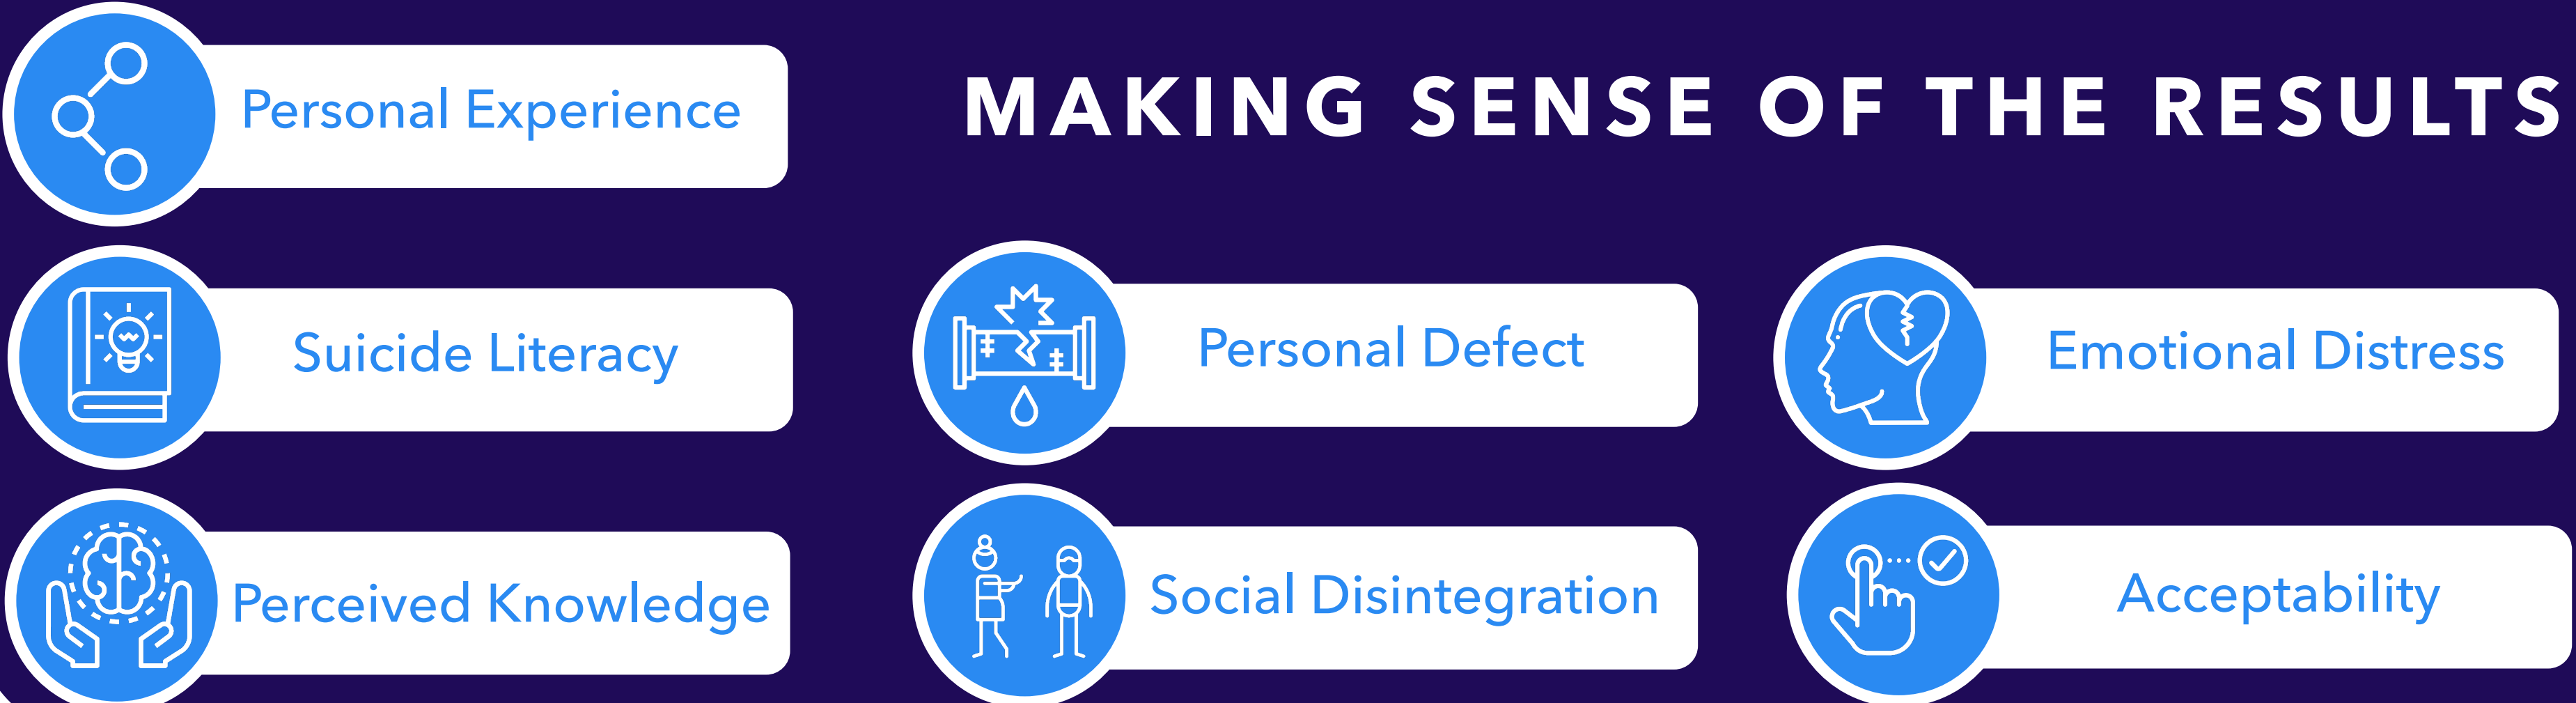 MAKING SENSE OF THE RESULTS
Personal Experience
Suicide Literacy
Perceived Knowledge
Personal Defect
Social Disintegration
Emotional Distress
Acceptability